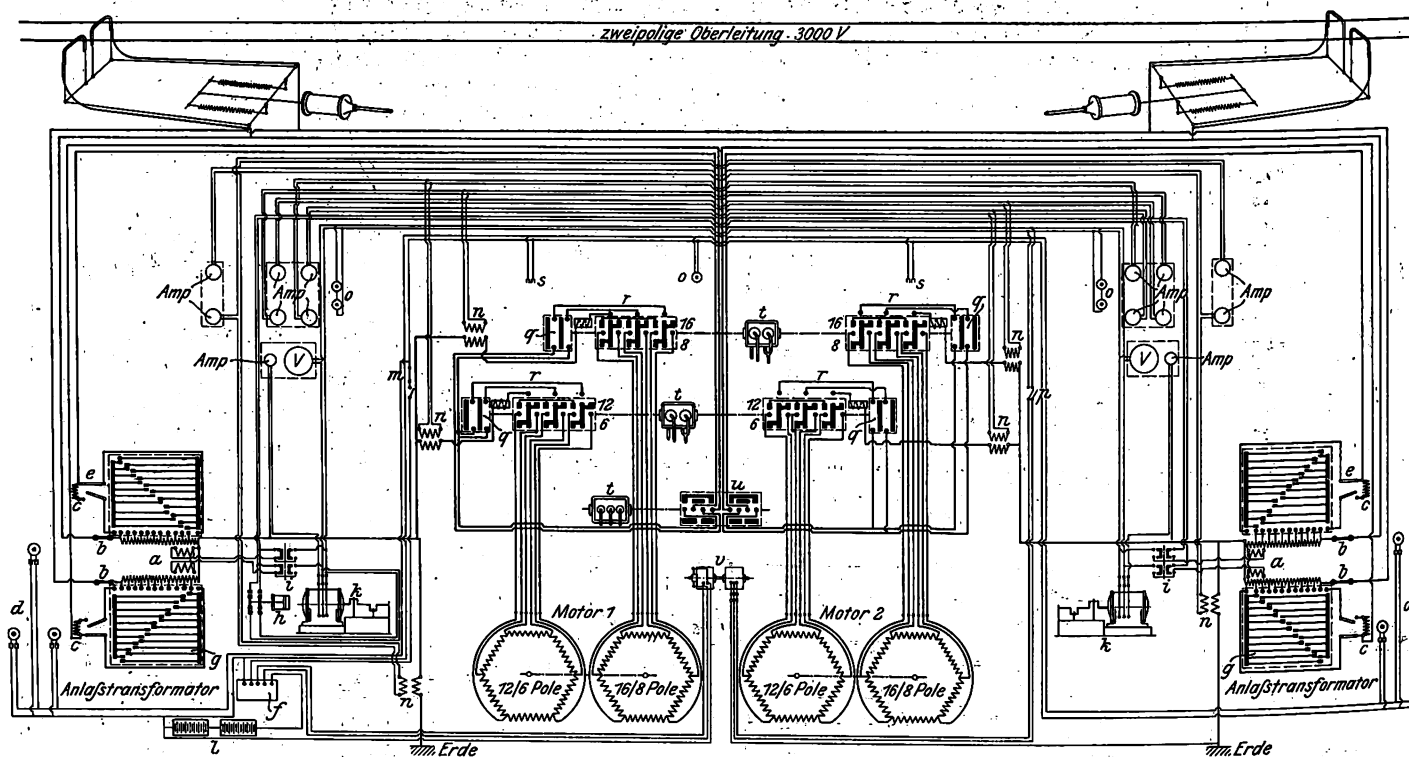 zweipolige Oberleitung - 3000 V
Amp
Amp
Amp
V
o
s
o
s
o
Amp
Amp
V
Amp
n
q
r
16
8
t
16
8
r
q
n
m
n
q
r
12
6
t
12
6
r
q
n
p
e
c
b
a
b
c
g
d
i
h
k
t
u
v
Motor 1
Motor 2
12/6 Pole
16/8 Pole
12/6 Pole
16/8 Pole
e
c
b
a
b
c
g
d
i
k
n
Anlaßtransformator
Anlaßtransformator
f
l
n
Erde
Erde